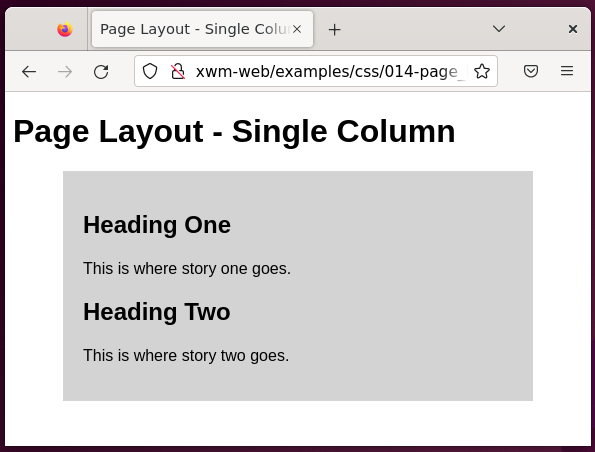 Page Layout - Single Colu
xwm-web/examples/css/014-page_
Page Layout - Single Column
Heading One
This is where story one goes.
Heading Two
This is where story two goes.